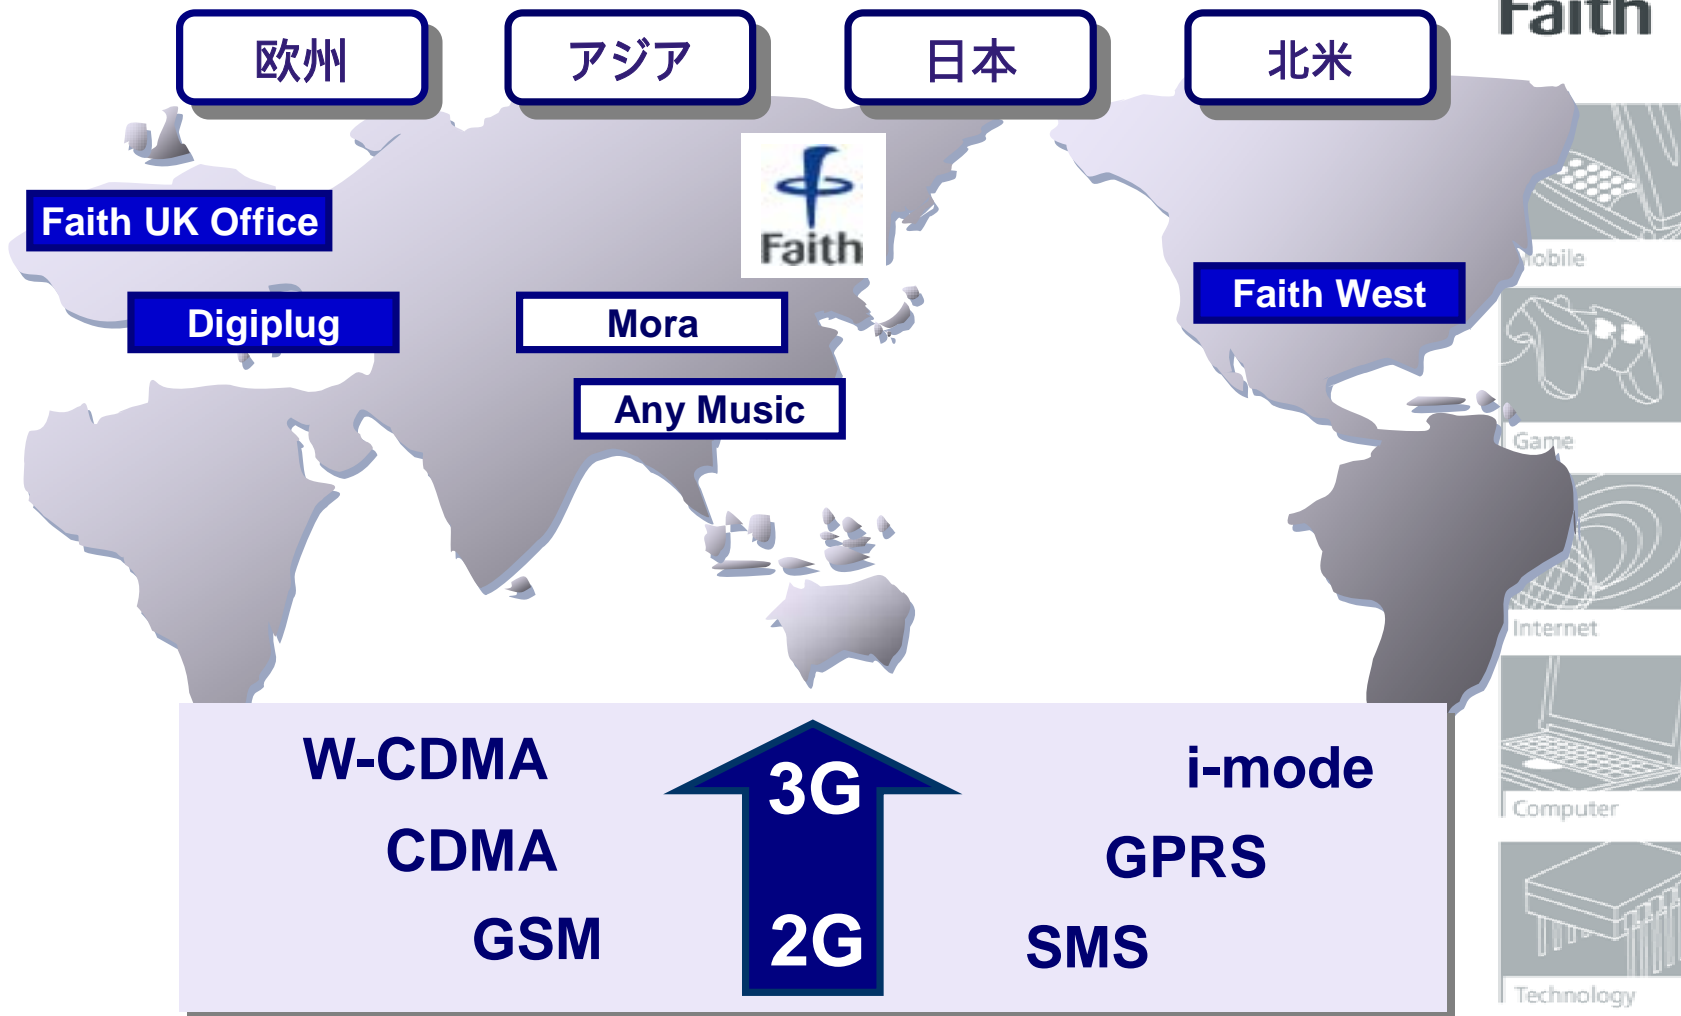 Faith
欧州
アジア
日本
北米
Faith
Faith UK Office
Digiplug
Mora
Any Music
Faith West
Mobile
Game
Internet
Computer
Technology
W-CDMA
3G
i-mode
CDMA
GPRS
GSM
2G
SMS